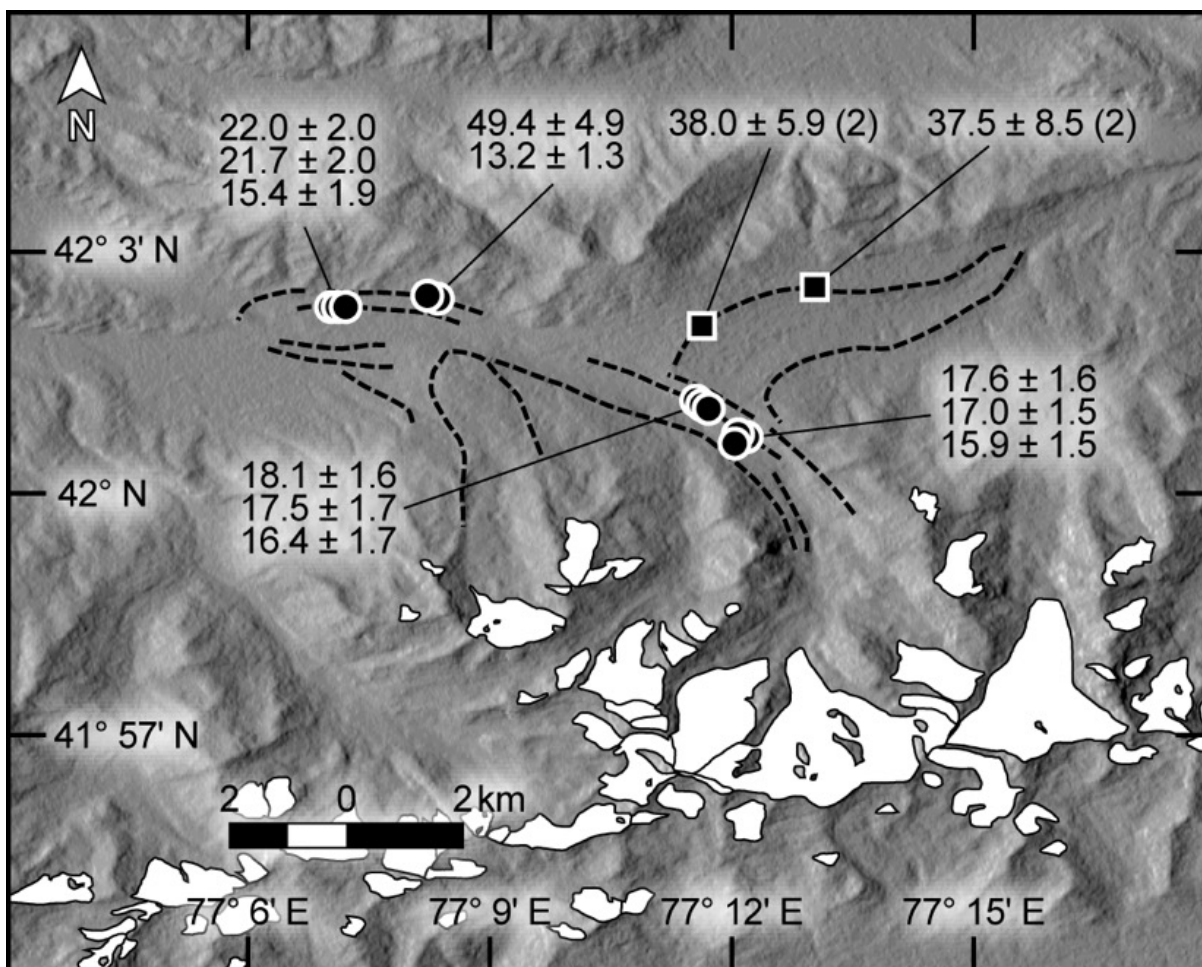 N
22.0 ± 2.0
21.7 ± 2.0
15.4 ± 1.9
49.4 ± 4.9
13.2 ± 1.3
38.0 ± 5.9 (2)
37.5 ± 8.5 (2)
42° 3' N
17.6 ± 1.6
17.0 ± 1.5
15.9 ± 1.5
42° N
18.1 ± 1.6
17.5 ± 1.7
16.4 ± 1.7
41° 57' N
2 0 2 km
77° 6' E 77° 9' E 77° 12' E 77° 15' E